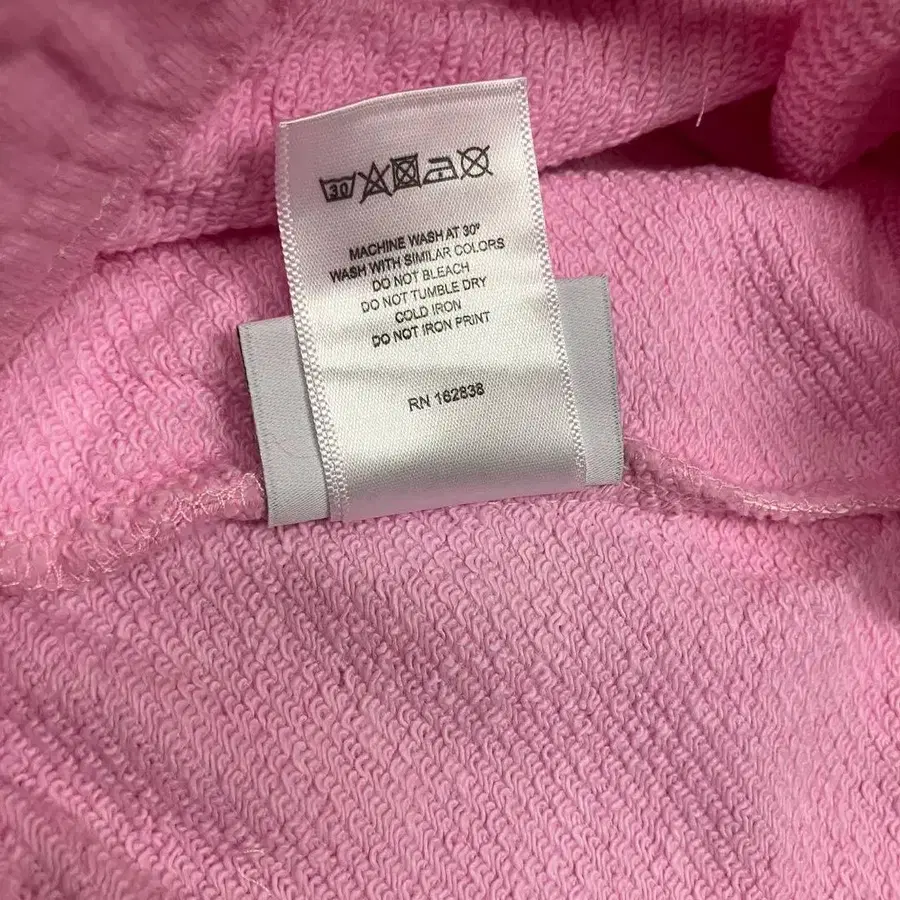 30
MACHINE WASH AT 30°
WASH WITH SIMILAR COLORS
DO NOT BLEACH
DO NOT TUMBLE DRY
COLD IRON
DO NOT IRON PRINT
RN 162838